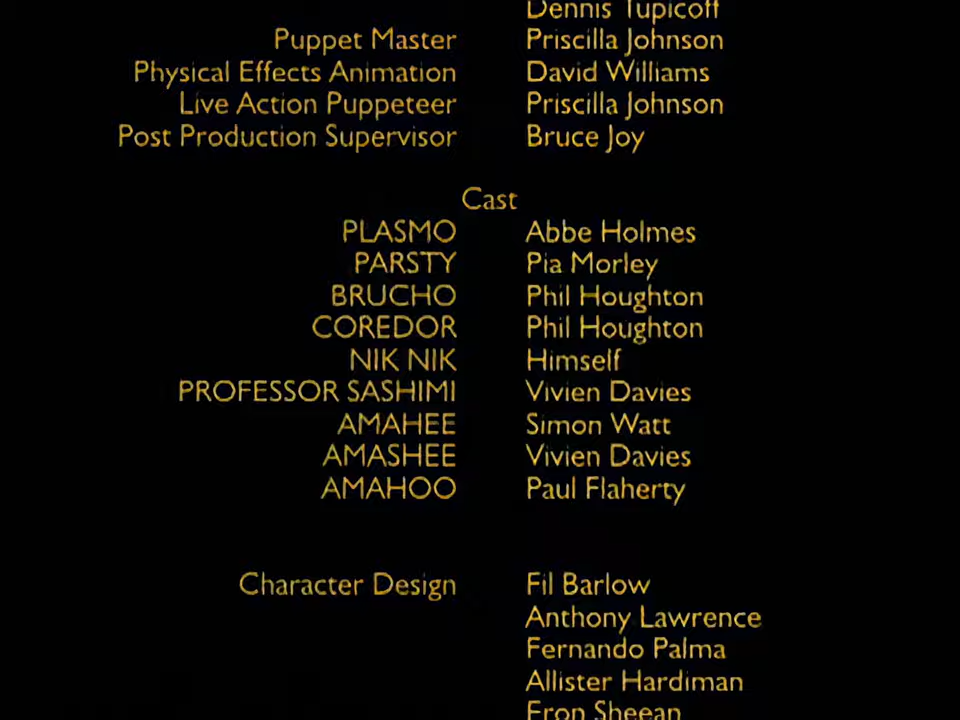 Dennis Tupicoff
Puppet Master Priscilla Johnson
Physical Effects Animation David Williams
Live Action Puppeteer Priscilla Johnson
Post Production Supervisor Bruce Joy
Cast
PLASMO Abbe Holmes
PARSTY Pia Morley
BRUCHO Phil Houghton
COREDOR Phil Houghton
NIK NIK Himself
PROFESSOR SASHIMI Vivien Davies
AMAHEE Simon Watt
AMASHEE Vivien Davies
AMAHOO Paul Flaherty
Character Design Fil Barlow
Anthony Lawrence
Fernando Palma
Allister Hardiman
Fron Sheean